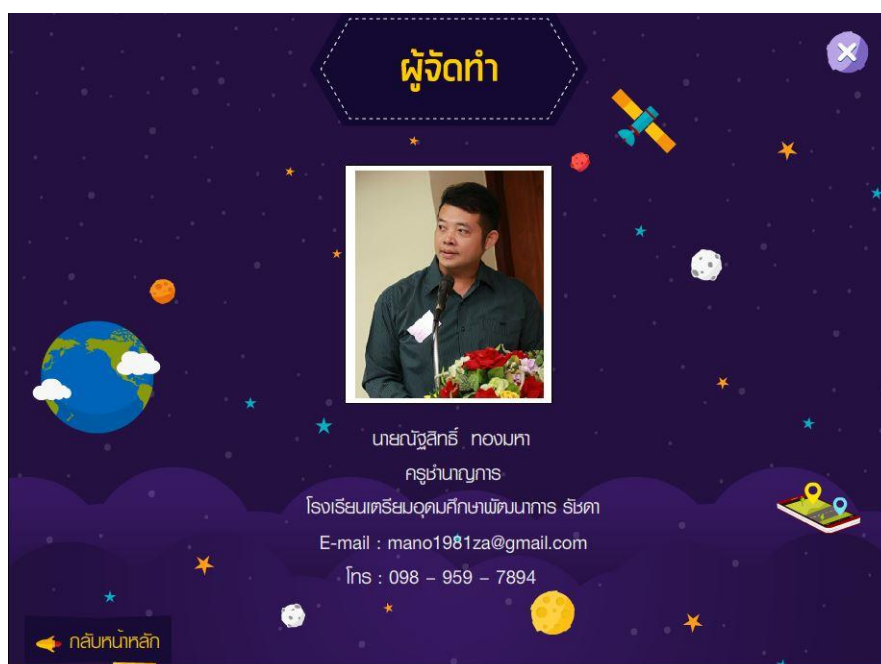 ผู้จัดทำ
นายณัฐสิทธิ์ ทองมหา
ครูชำนาญการ
โรงเรียนเตรียมอุดมศึกษาพัฒนาการ รัชดา
E-mail : mano1981za@gmail.com
โทร : 098 – 959 – 7894
กลับหน้าหลัก